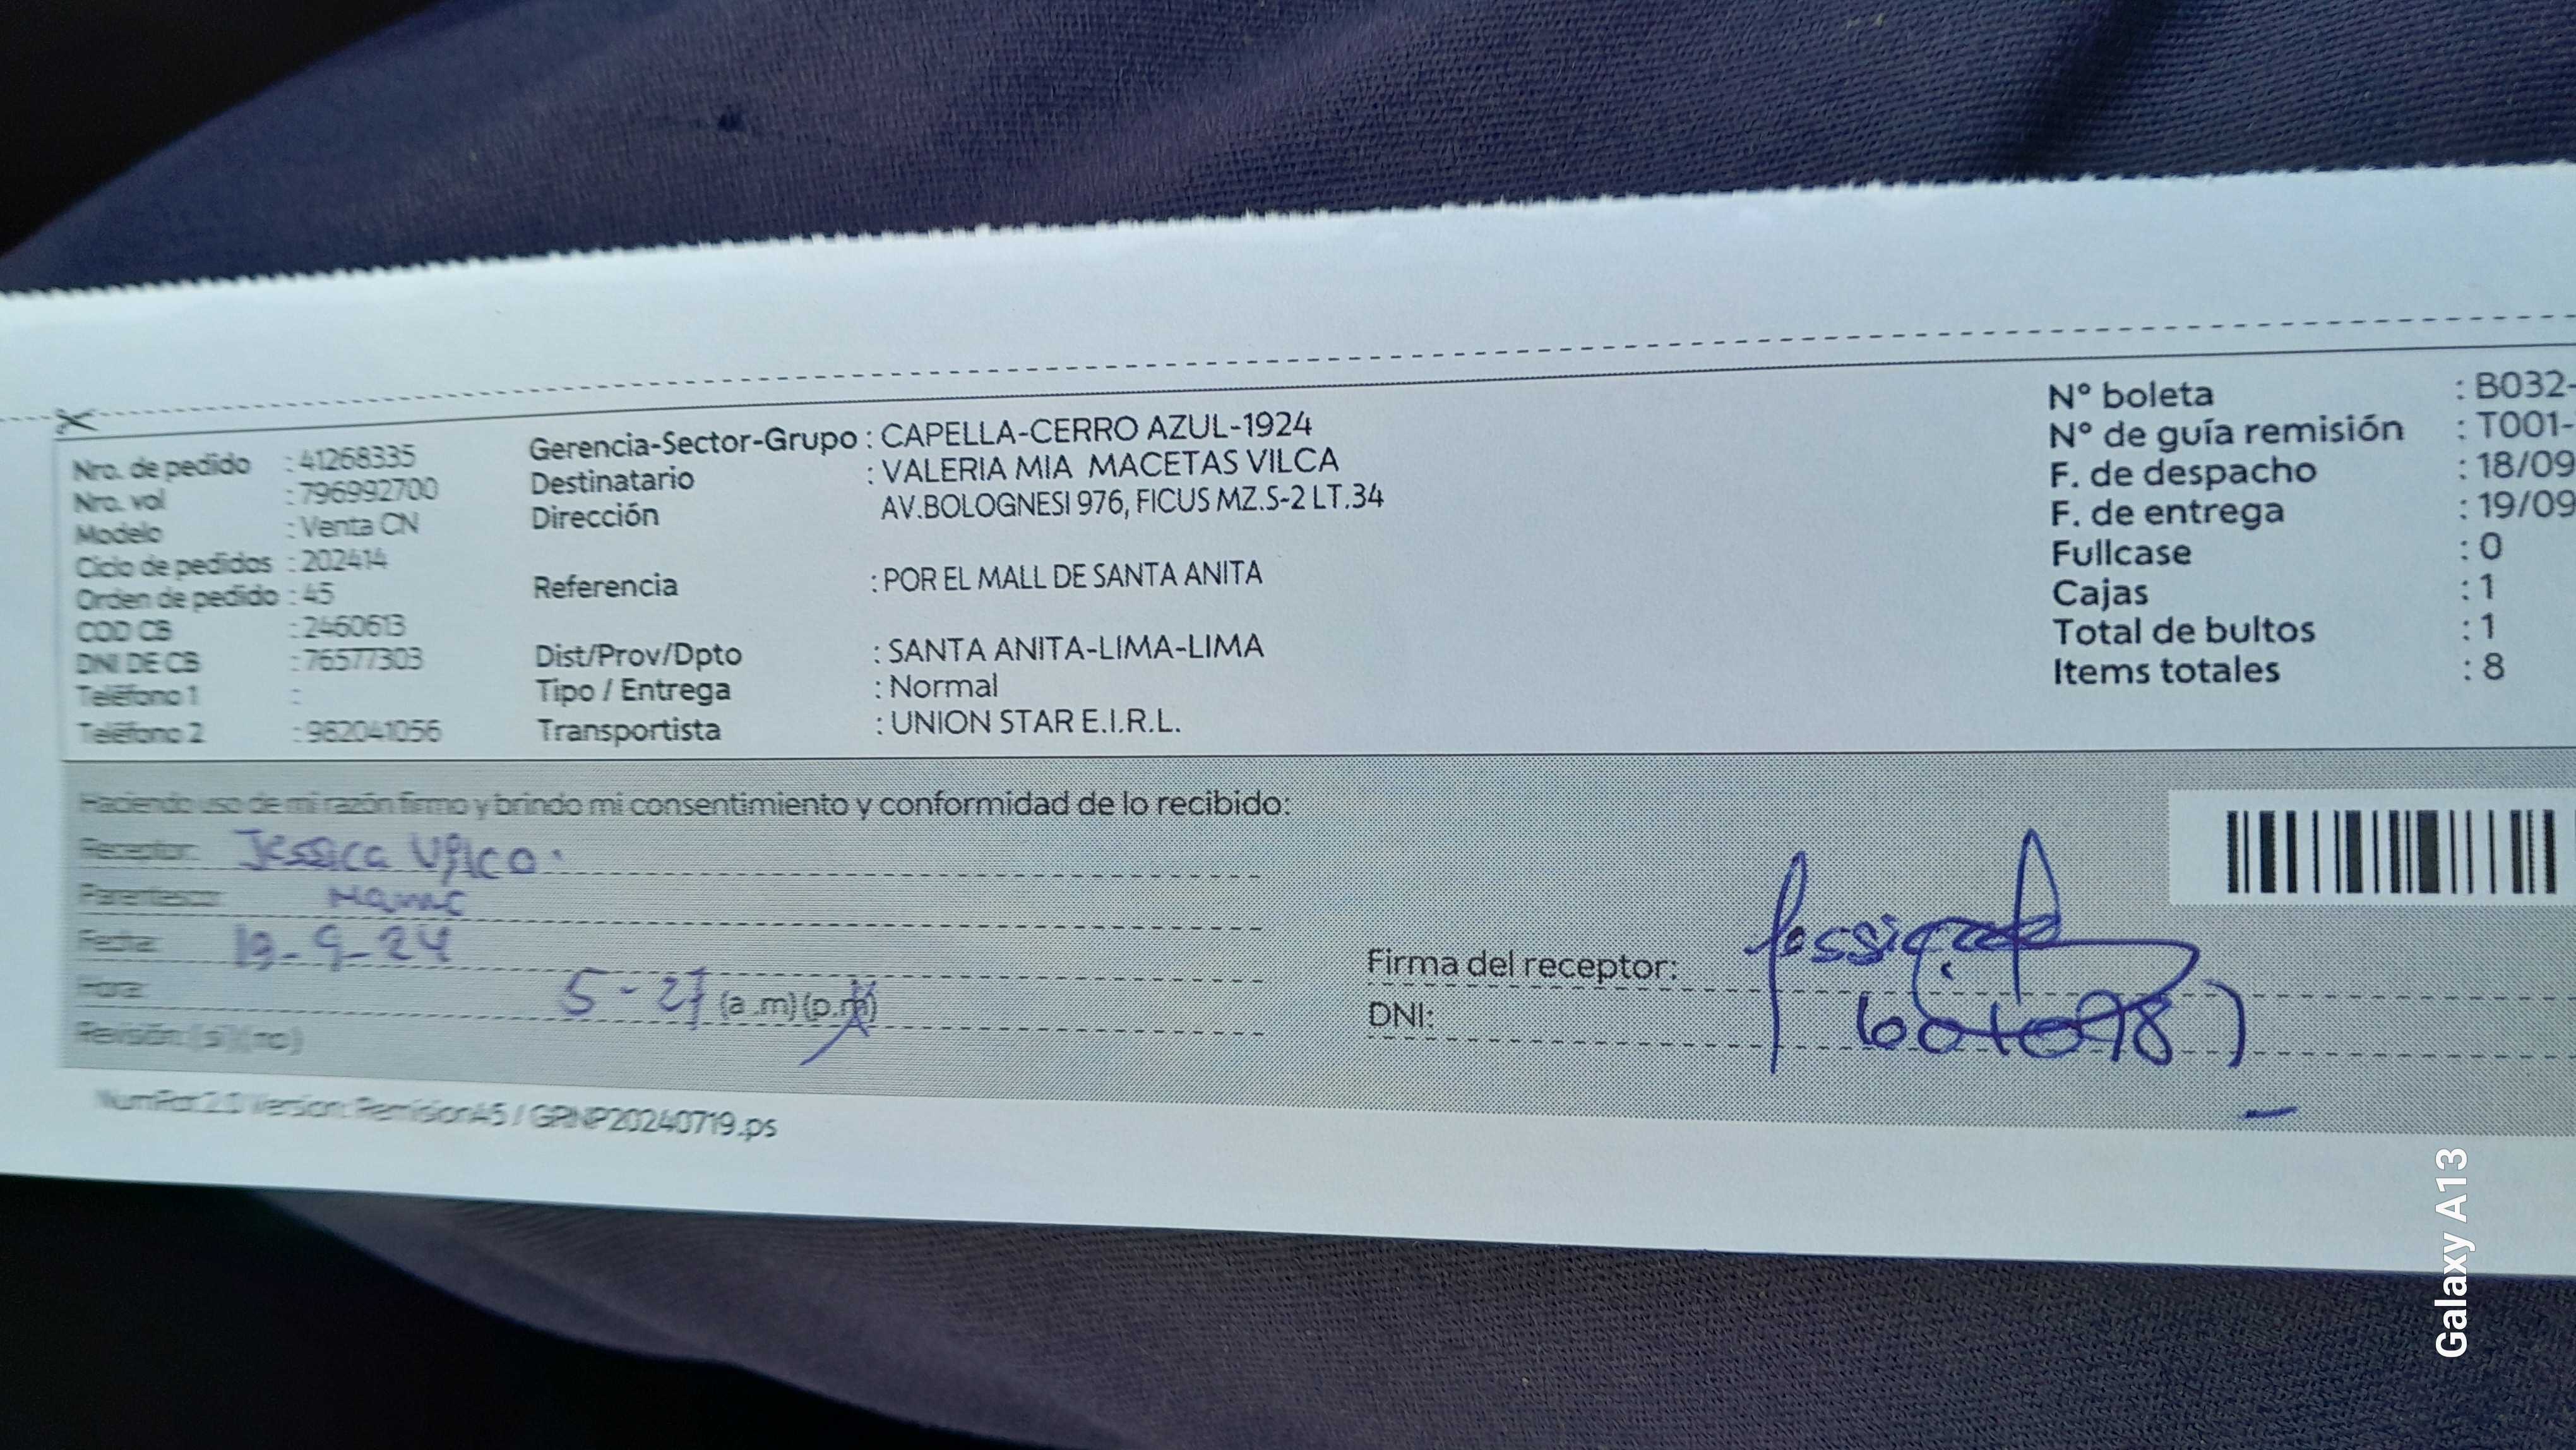 Nro. de pedido : 41268335
Nro. vol : 796992700
Modelo : Venta CN
Ciclo de pedidos : 202414
Orden de pedido : 45
COD CB : 2460613
DNI DE CB : 76577303
Teléfono 1 :
Teléfono 2 : 982041056
Gerencia-Sector-Grupo : CAPELLA-CERRO AZUL-1924
Destinatario : VALERIA MIA MACETAS VILCA
Dirección AV.BOLOGNESI 976, FICUS MZ.S-2 LT.34
Referencia : POR EL MALL DE SANTA ANITA
Dist/Prov/Dpto : SANTA ANITA-LIMA-LIMA
Tipo / Entrega : Normal
Transportista : UNION STAR E.I.R.L.
N° boleta : B032-
N° de guía remisión : T001-
F. de despacho : 18/09
F. de entrega : 19/09
Fullcase : 0
Cajas : 1
Total de bultos : 1
Items totales : 8
Haciendo uso de mi razón firmo y brindo mi consentimiento y conformidad de lo recibido:
Receptor: Jessica
Parentesco:
Fecha: 19-9-24
Hora: 5-27 (a.m) (p.m)
Revisión: (si) (no)
Firma del receptor:
DNI:
Version: Remision45 / GRNP20240719.ps
Galaxy A13